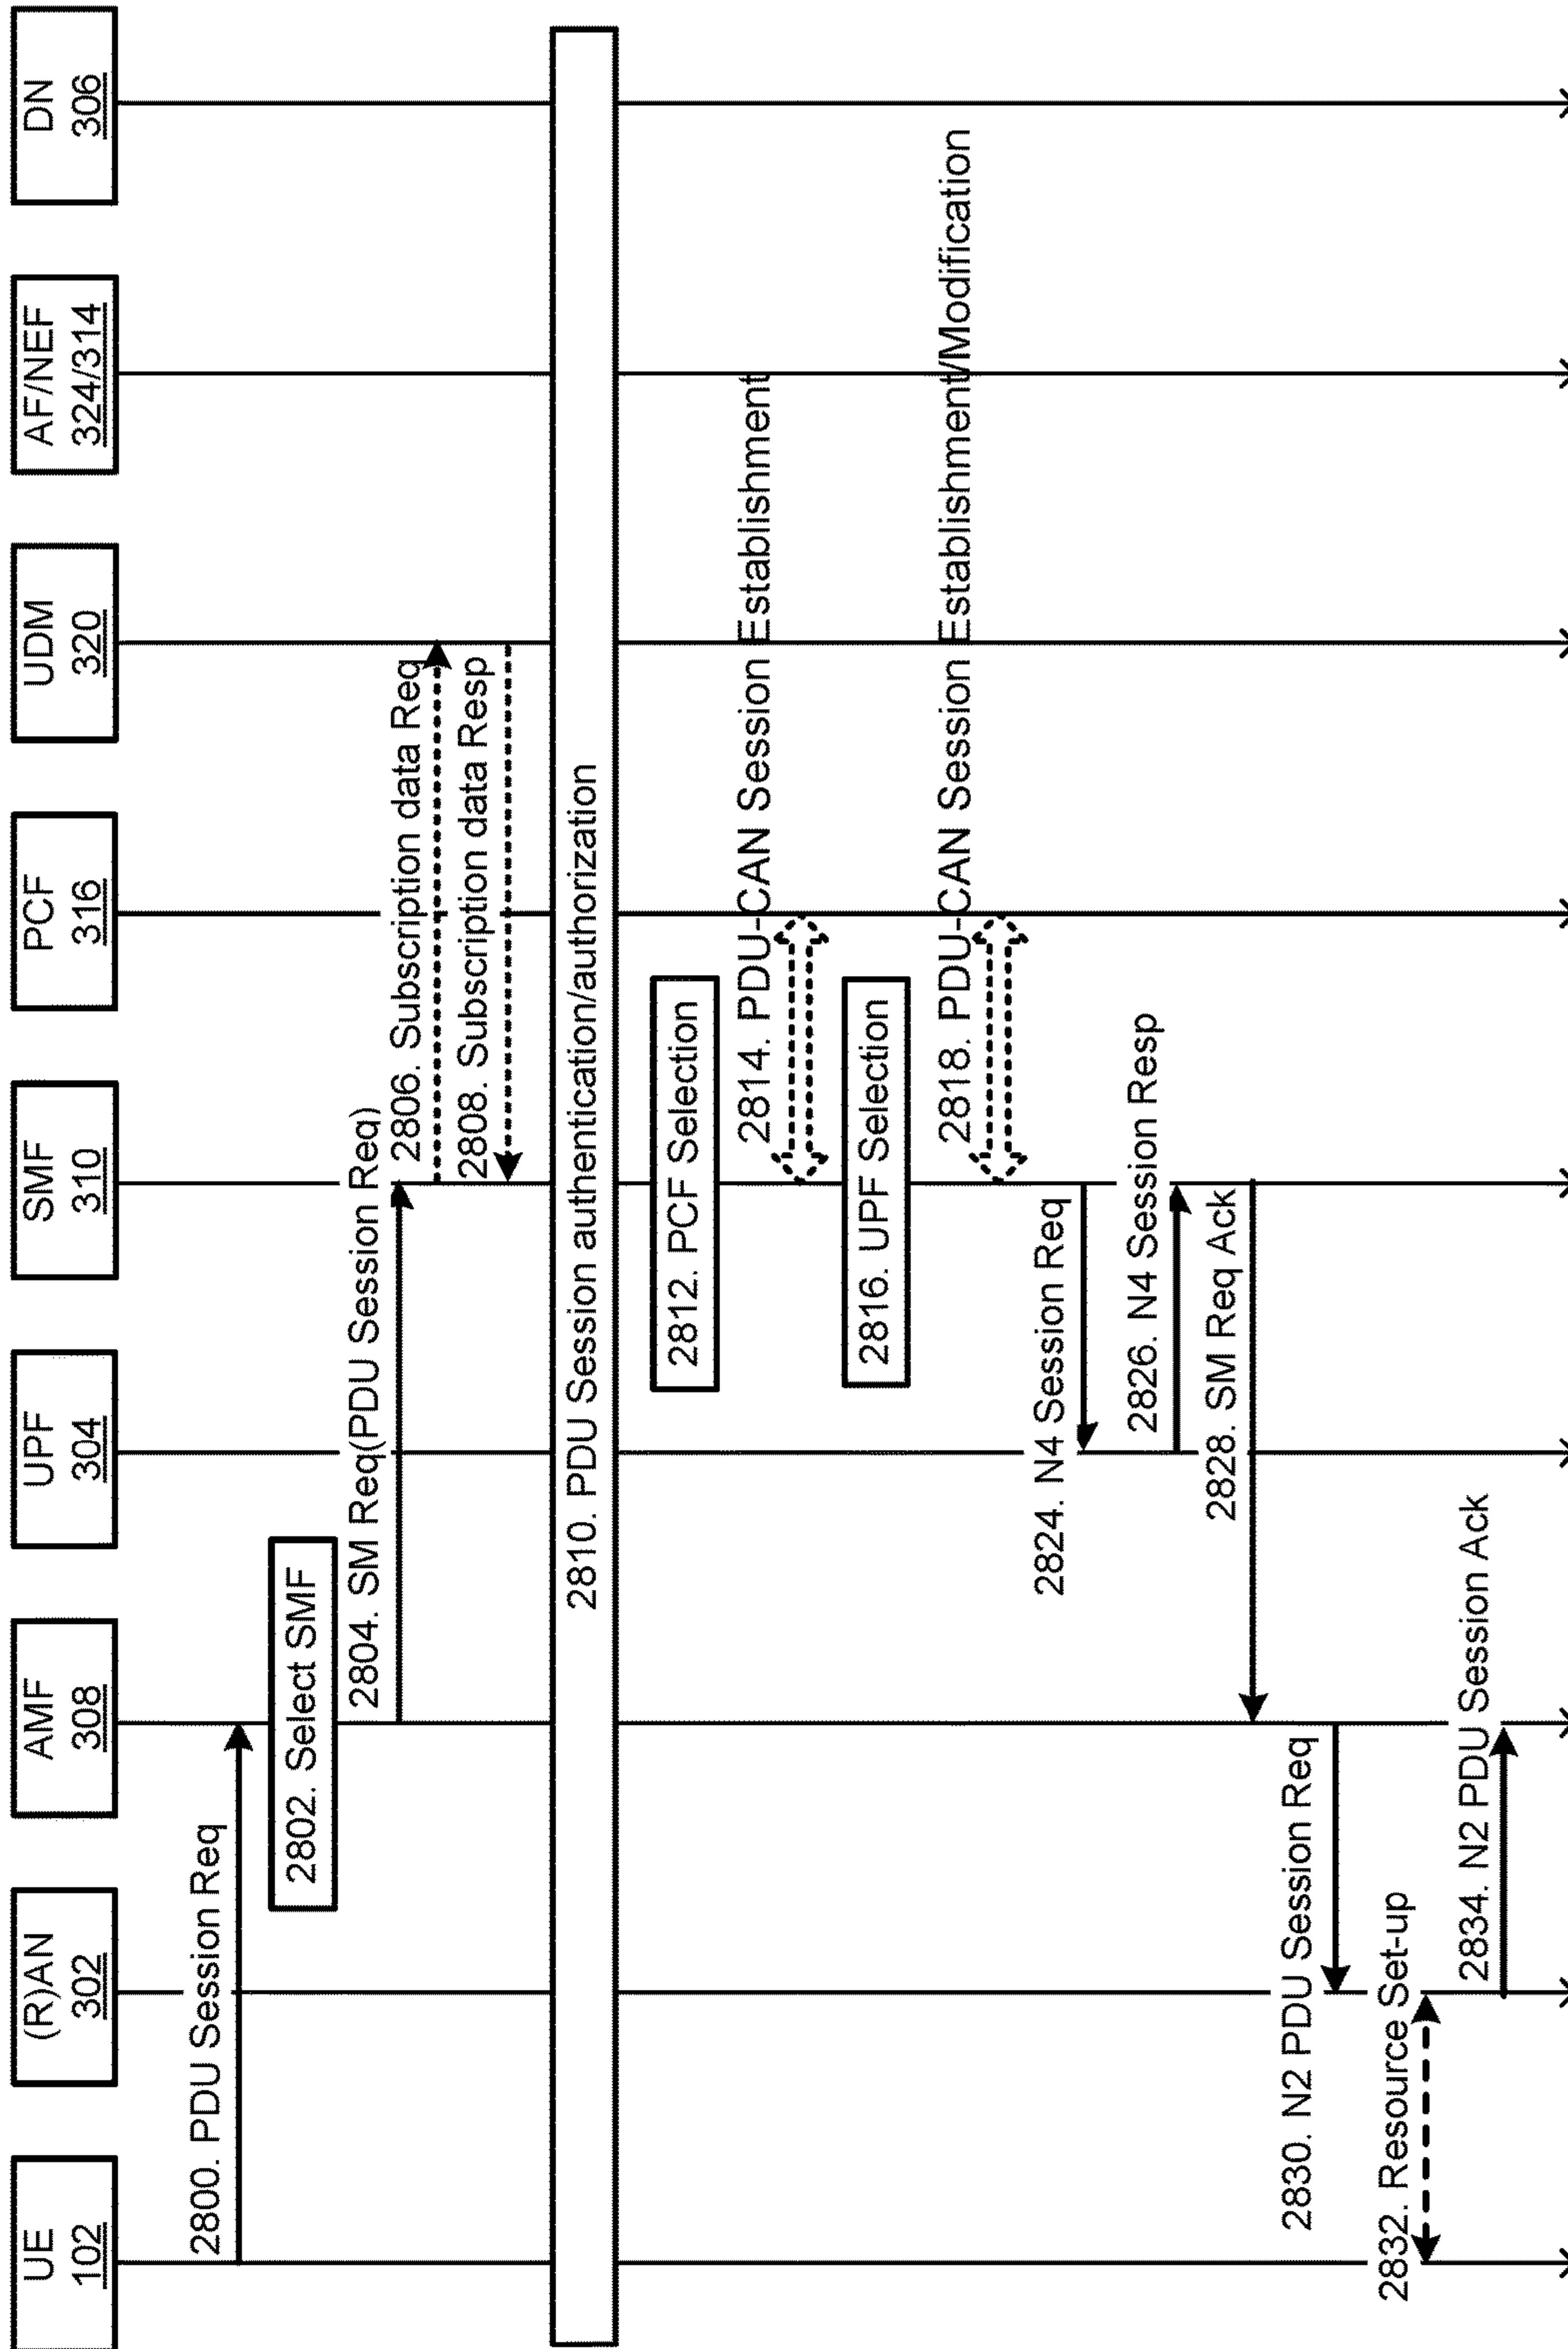 UE
102
(R)AN
302
AMF
308
UPF
304
SMF
310
PCF
316
UDM
320
AF/NEF
324/314
DN
306
2800. PDU Session Req
2802. Select SMF
2804. SM Req(PDU Session Req)
2806. Subscription data Req
2808. Subscription data Resp
2810. PDU Session authentication/authorization
2812. PCF Selection
2814. PDU-CAN Session Establishment
2816. UPF Selection
2818. PDU-CAN Session Establishment/Modification
2824. N4 Session Req
2826. N4 Session Resp
2828. SM Req Ack
2830. N2 PDU Session Req
2832. Resource Set-up
2834. N2 PDU Session Ack